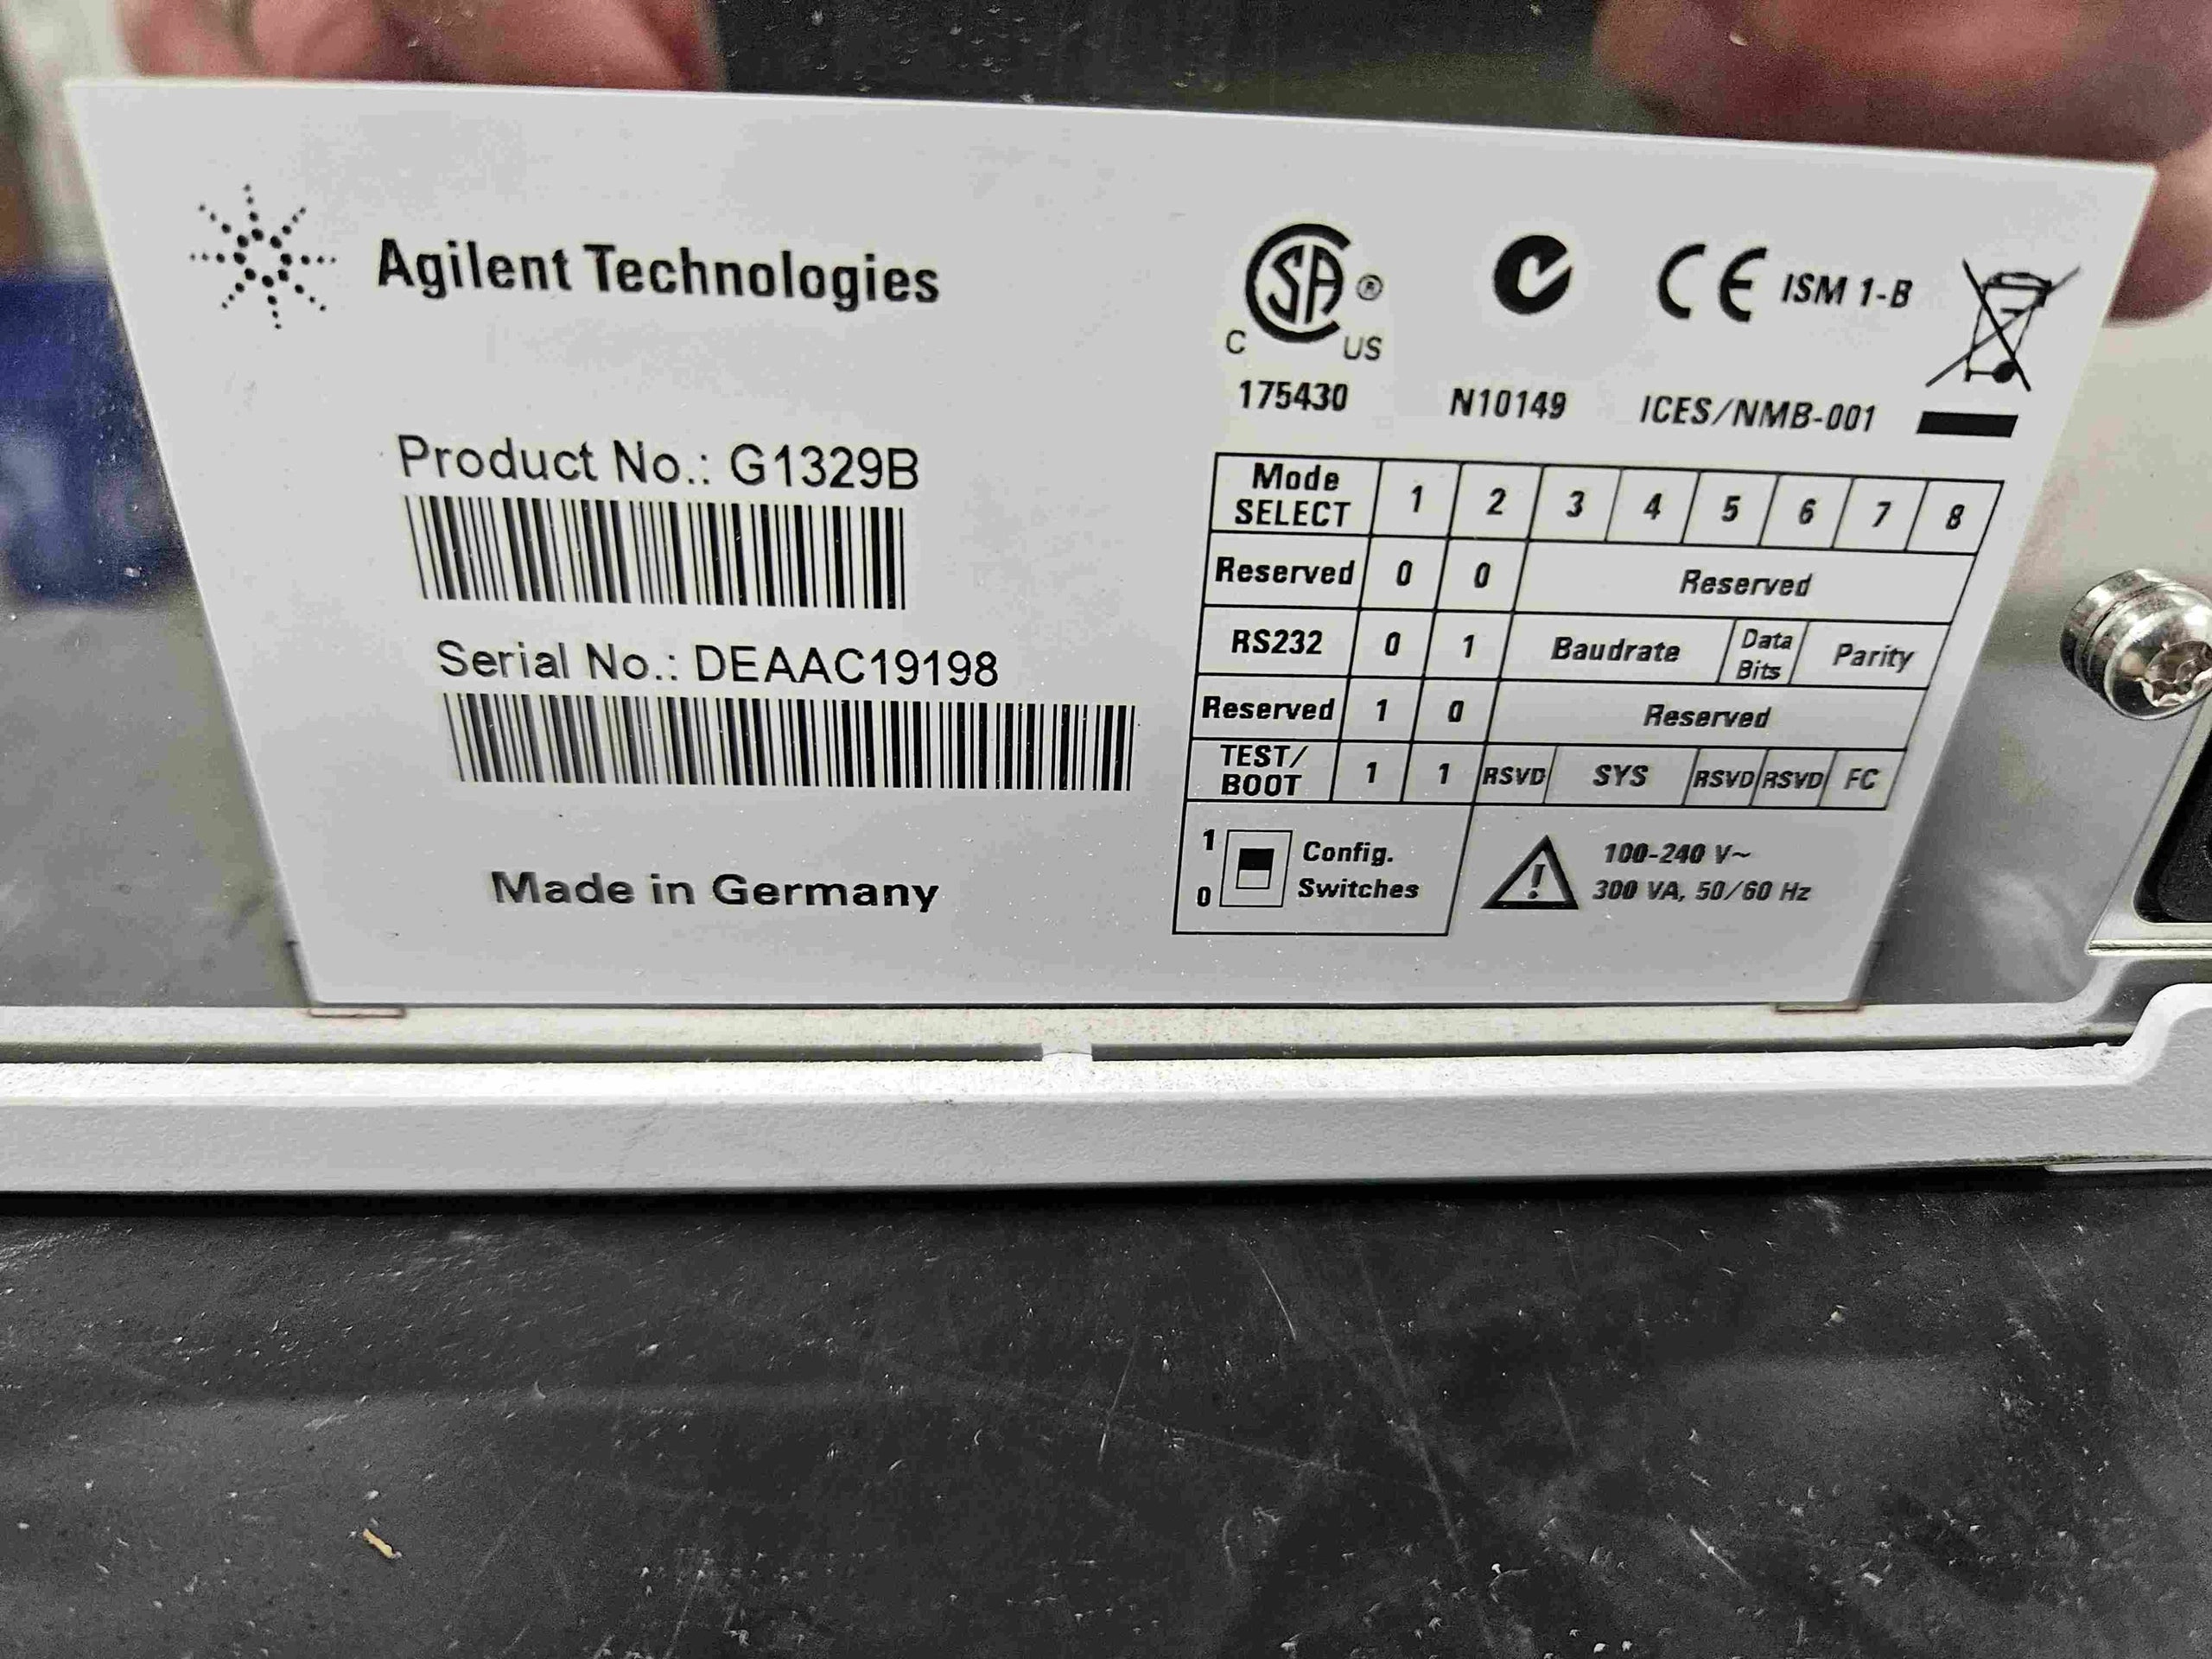 Agilent Technologies
Product No.: G1329B
Serial No.: DEAAC19198
Made in Germany
SA ®
C US
CE ISM 1-B
175430 N10149 ICES/NMB-001
Mode SELECT 1 2 3 4 5 6 7 8
Reserved 0 0 Reserved
RS232 0 1 Baudrate Data Bits Parity
Reserved 1 0 Reserved
TEST/BOOT 1 1 RSVD SYS RSVD RSVD FC
1
0
Config.
Switches
100-240 V~
300 VA, 50/60 Hz